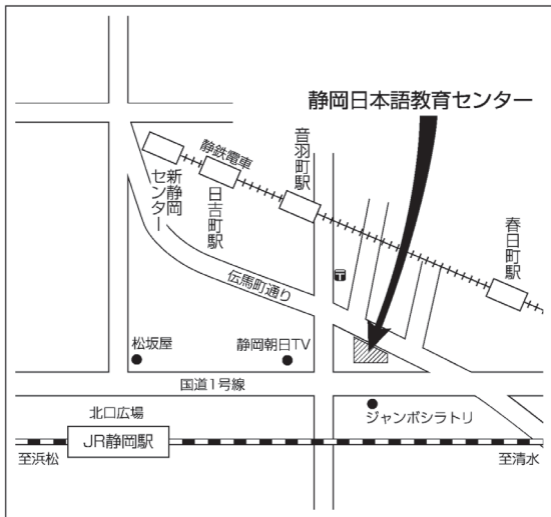 静岡日本語教育センター
静鉄電車
音羽町駅
新静岡
センター
日吉町駅
春日町駅
伝馬町通り
松坂屋
静岡朝日TV
国道1号線
ジャンボシラトリ
北口広場
JR静岡駅
至浜松
至清水